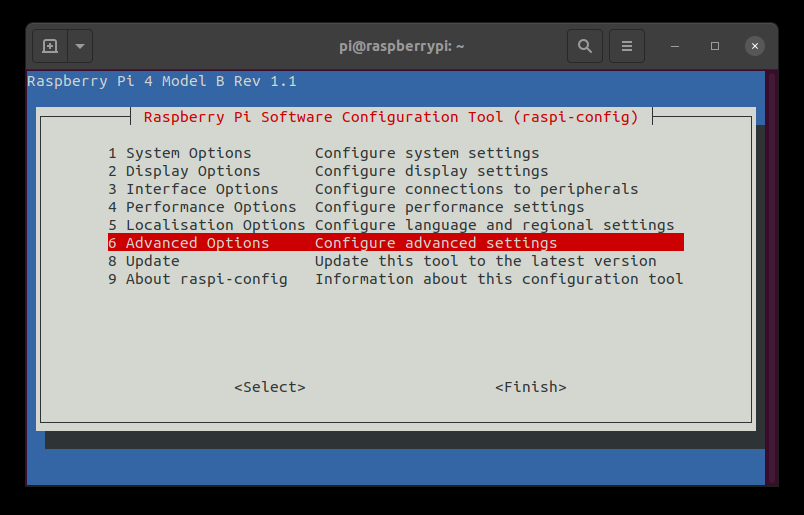 pi@raspberrypi: ~
Raspberry Pi 4 Model B Rev 1.1
Raspberry Pi Software Configuration Tool (raspi-config)
1 System Options Configure system settings
2 Display Options Configure display settings
3 Interface Options Configure connections to peripherals
4 Performance Options Configure performance settings
5 Localisation Options Configure language and regional settings
6 Advanced Options Configure advanced settings
8 Update Update this tool to the latest version
9 About raspi-config Information about this configuration tool
<Select> <Finish>